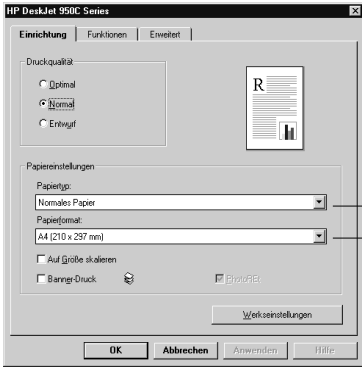 HP DeskJet 950C Series
Einrichtung Funktionen Erweitert
Druckqualität
Optimal
Normal
Entwurf
R
Papiereinstellungen
Papiertyp:
Normales Papier
Papierformat:
A4 (210 x 297 mm)
Auf Größe skalieren
Banner-Druck PhotoREt
Werkseinstellungen
OK Abbrechen Anwenden Hilfe